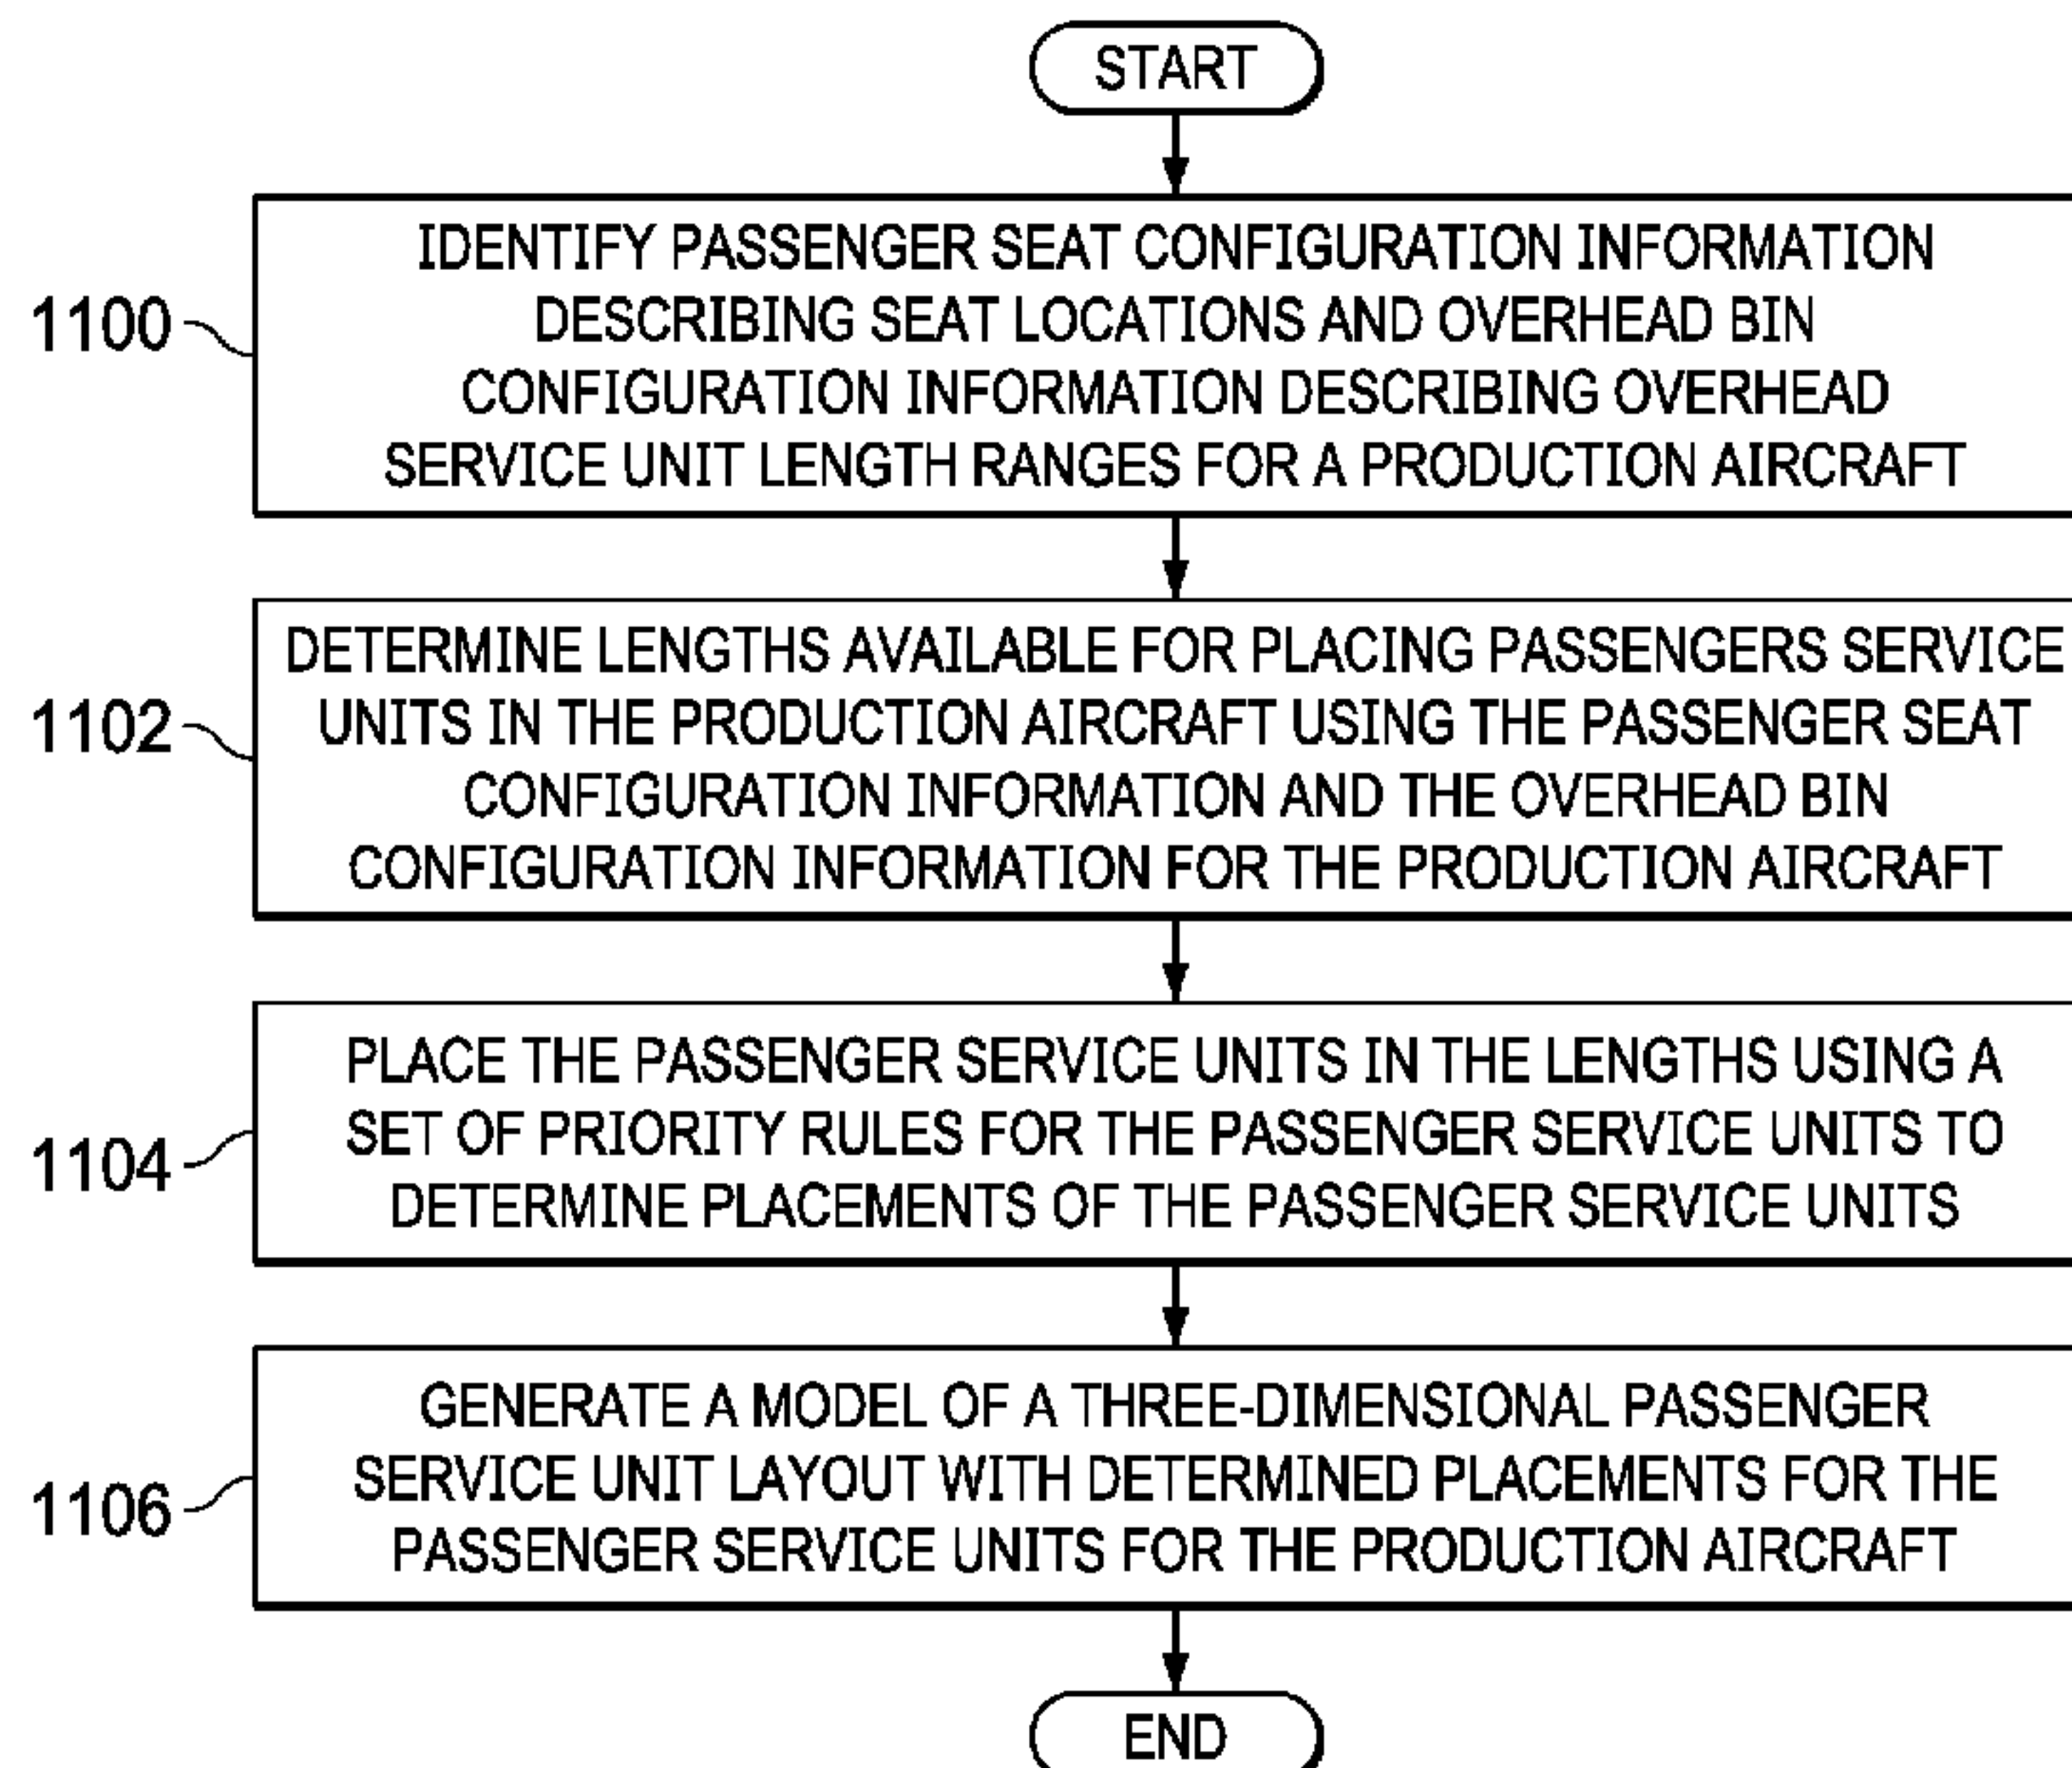 START
IDENTIFY PASSENGER SEAT CONFIGURATION INFORMATION
DESCRIBING SEAT LOCATIONS AND OVERHEAD BIN
CONFIGURATION INFORMATION DESCRIBING OVERHEAD
SERVICE UNIT LENGTH RANGES FOR A PRODUCTION AIRCRAFT
1100
DETERMINE LENGTHS AVAILABLE FOR PLACING PASSENGERS SERVICE
UNITS IN THE PRODUCTION AIRCRAFT USING THE PASSENGER SEAT
CONFIGURATION INFORMATION AND THE OVERHEAD BIN
CONFIGURATION INFORMATION FOR THE PRODUCTION AIRCRAFT
1102
PLACE THE PASSENGER SERVICE UNITS IN THE LENGTHS USING A
SET OF PRIORITY RULES FOR THE PASSENGER SERVICE UNITS TO
DETERMINE PLACEMENTS OF THE PASSENGER SERVICE UNITS
1104
GENERATE A MODEL OF A THREE-DIMENSIONAL PASSENGER
SERVICE UNIT LAYOUT WITH DETERMINED PLACEMENTS FOR THE
PASSENGER SERVICE UNITS FOR THE PRODUCTION AIRCRAFT
1106
END